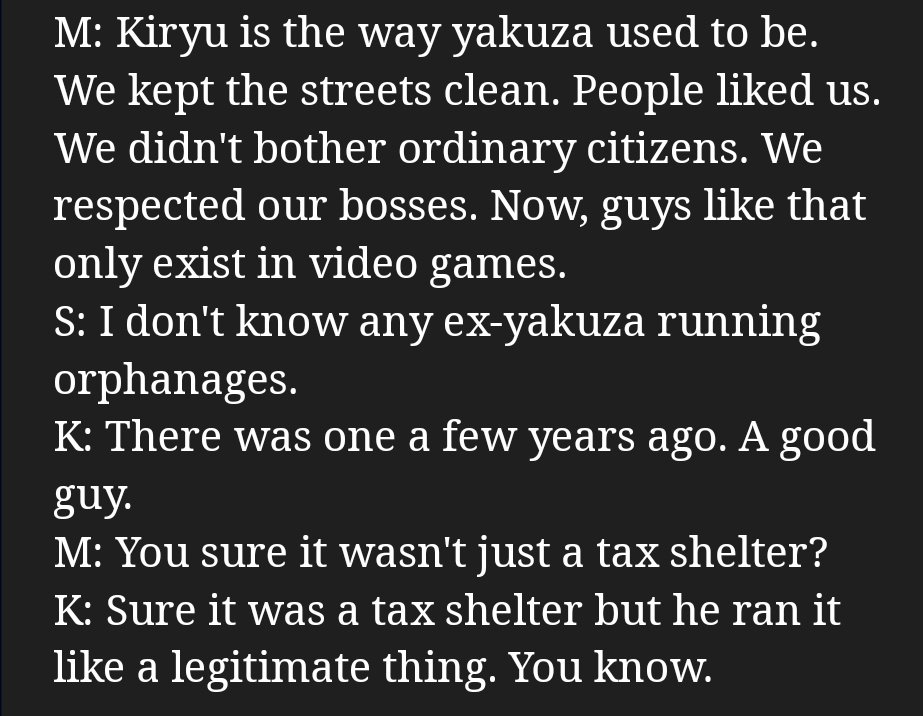 M: Kiryu is the way yakuza used to be.
We kept the streets clean. People liked us.
We didn't bother ordinary citizens. We
respected our bosses. Now, guys like that
only exist in video games.
S: I don't know any ex-yakuza running
orphanages.
K: There was one a few years ago. A good
guy.
M: You sure it wasn't just a tax shelter?
K: Sure it was a tax shelter but he ran it
like a legitimate thing. You know.